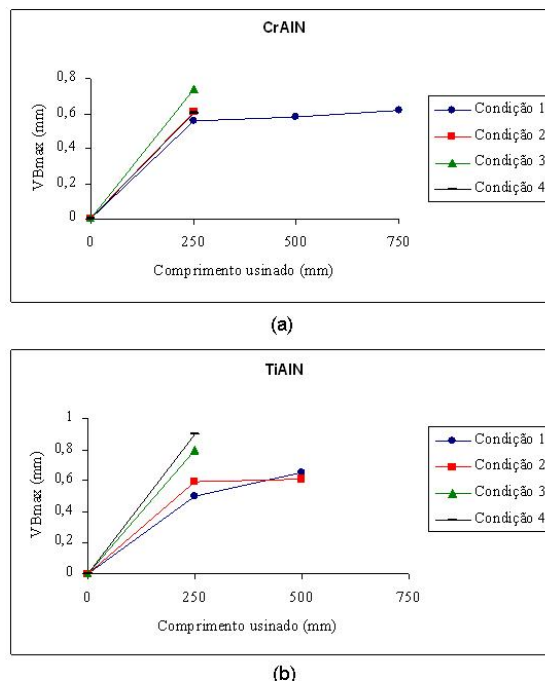 CrAlN
VBmax (mm)
0,8
0,6
0,4
0,2
0
0
250
500
750
Comprimento usinado (mm)
Condição 1
Condição 2
Condição 3
Condição 4
(a)
TiAlN
VBmax (mm)
1
0,8
0,6
0,4
0,2
0
0
250
500
750
Comprimento usinado (mm)
Condição 1
Condição 2
Condição 3
Condição 4
(b)